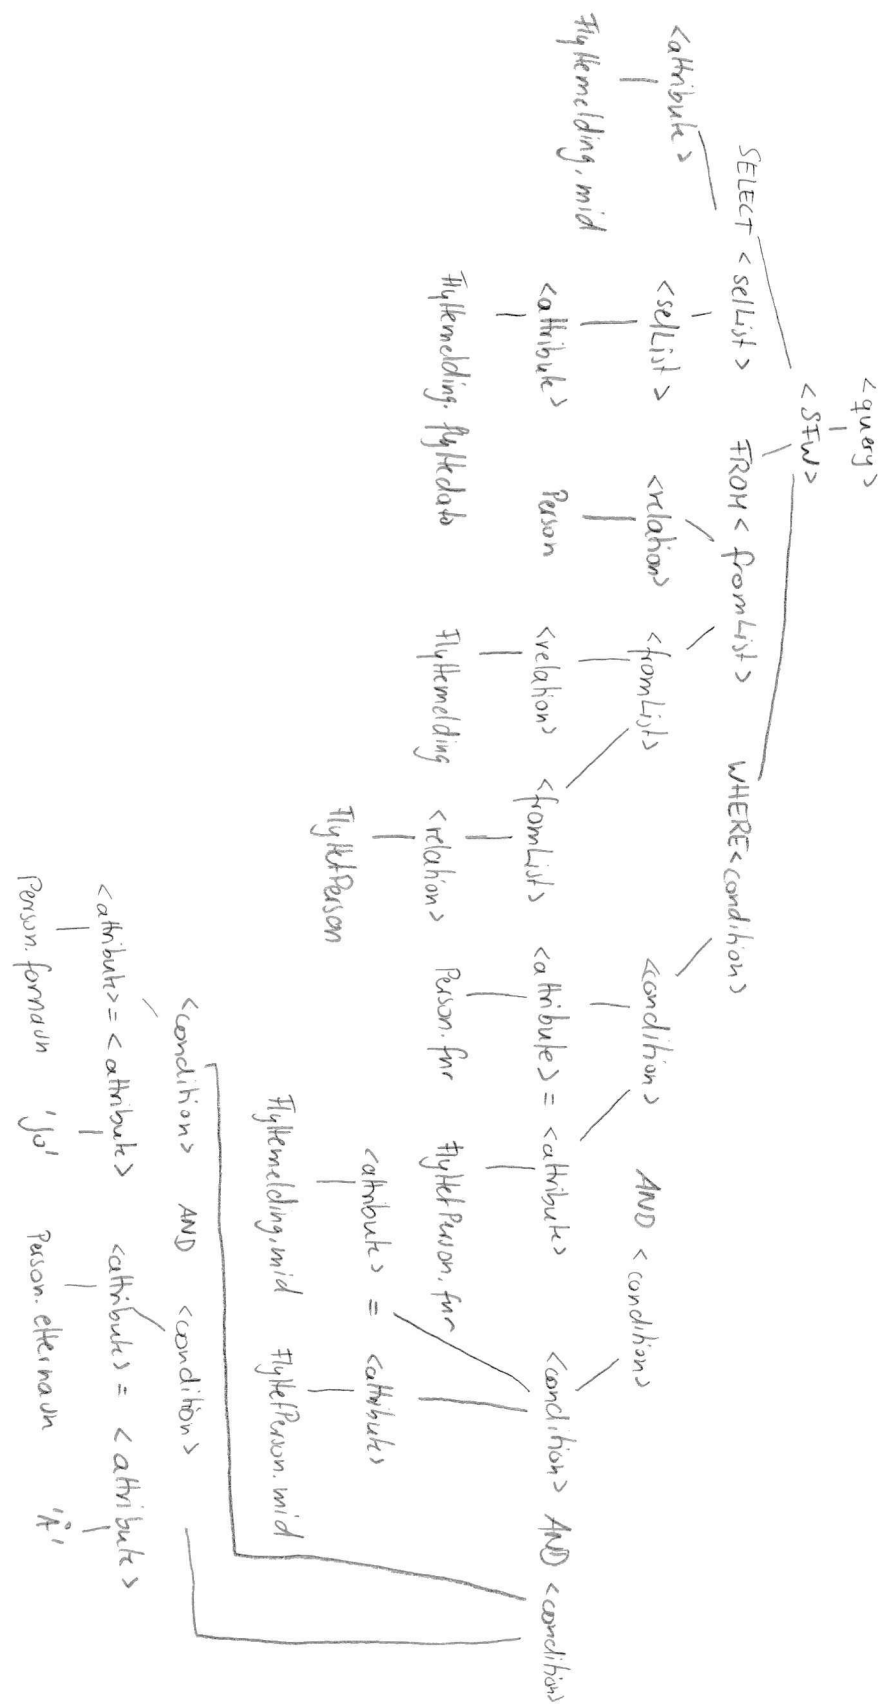 <query>
<SFW>
SELECT <selList> FROM <fromList> WHERE <condition>
<attribute> <selList> <relation> <fromList> <condition> AND <condition>
Flyttemelding.mid <attribute> Person <relation> <fromList> <attribute> = <attribute> <condition> AND <condition>
Flyttemelding.flyttedato Flyttemelding <relation> Person.fnr FlyttetPerson.fnr
FlyttetPerson <attribute> = <attribute>
Flyttemelding.mid FlyttetPerson.mid
<condition> AND <condition>
<attribute> = <attribute> <attribute> = <attribute>
Person.fornavn 'Jo' Person.etternavn 'Å'